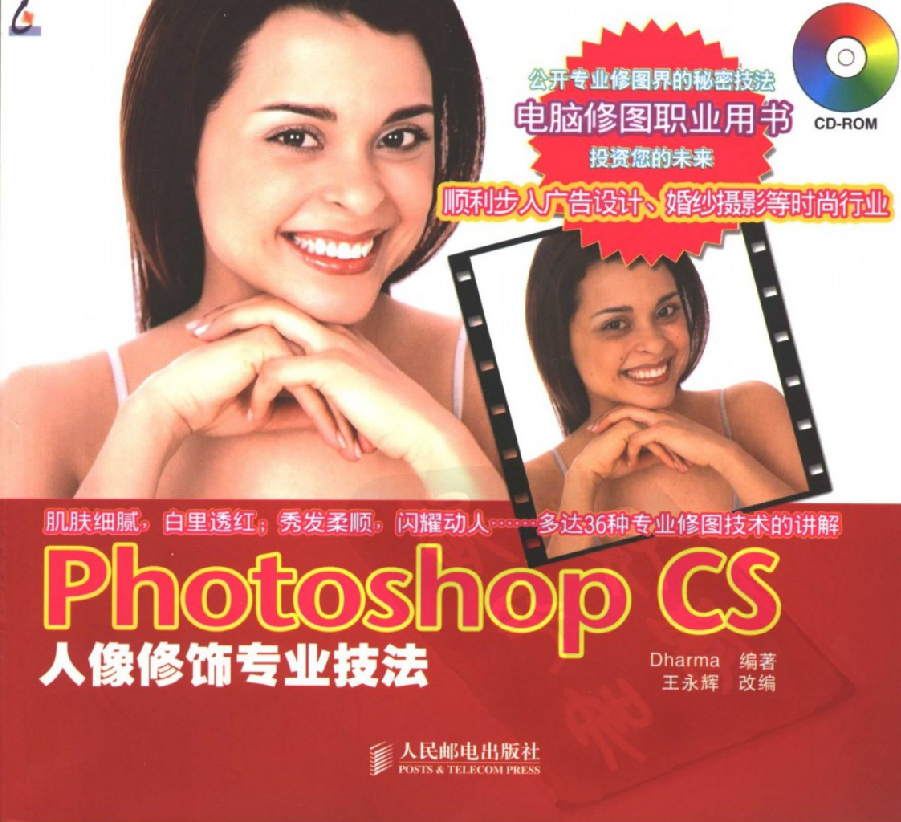 公开专业修图界的秘密技法
电脑修图职业用书
投资您的未来
CD-ROM
顺利步入广告设计、婚纱摄影等时尚行业
肌肤细腻，白里透红；秀发柔顺，闪耀动人……多达36种专业修图技术的讲解
Photoshop CS
人像修饰专业技法
Dharma 编著
王永辉 改编
人民邮电出版社
POSTS & TELECOM PRESS